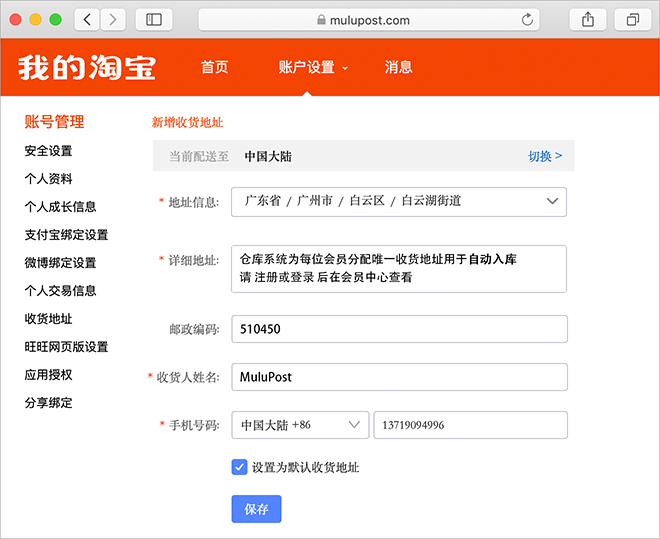 mulupost.com
我的淘宝
首页
账户设置
消息
账号管理
安全设置
个人资料
个人成长信息
支付宝绑定设置
微博绑定设置
个人交易信息
收货地址
旺旺网页版设置
应用授权
分享绑定
新增收货地址
当前配送至 中国大陆 切换 >
* 地址信息: 广东省 / 广州市 / 白云区 / 白云湖街道
* 详细地址: 仓库系统为每位会员分配唯一收货地址用于自动入库
请 注册或登录 后在会员中心查看
邮政编码: 510450
* 收货人姓名: MuluPost
* 手机号码: 中国大陆 +86 13719094996
设置为默认收货地址
保存